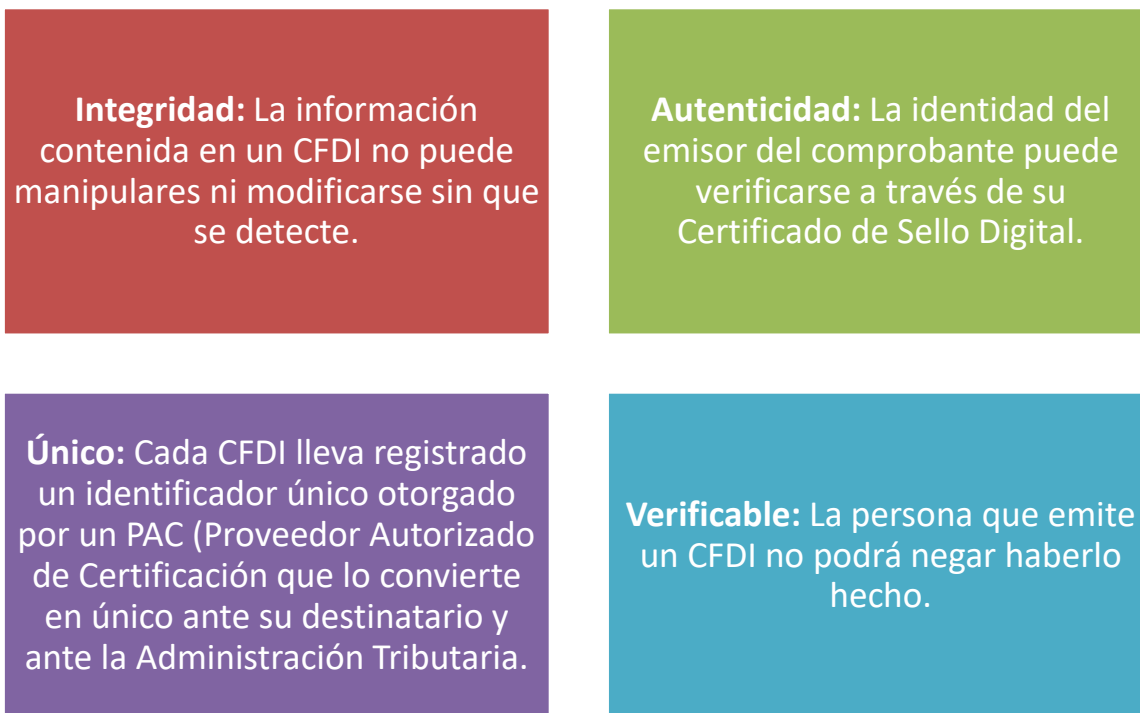 Integridad: La información
contenida en un CFDI no puede
manipulares ni modificarse sin que
se detecte.
Autenticidad: La identidad del
emisor del comprobante puede
verificarse a través de su
Certificado de Sello Digital.
Único: Cada CFDI lleva registrado
un identificador único otorgado
por un PAC (Proveedor Autorizado
de Certificación que lo convierte
en único ante su destinatario y
ante la Administración Tributaria.
Verificable: La persona que emite
un CFDI no podrá negar haberlo
hecho.